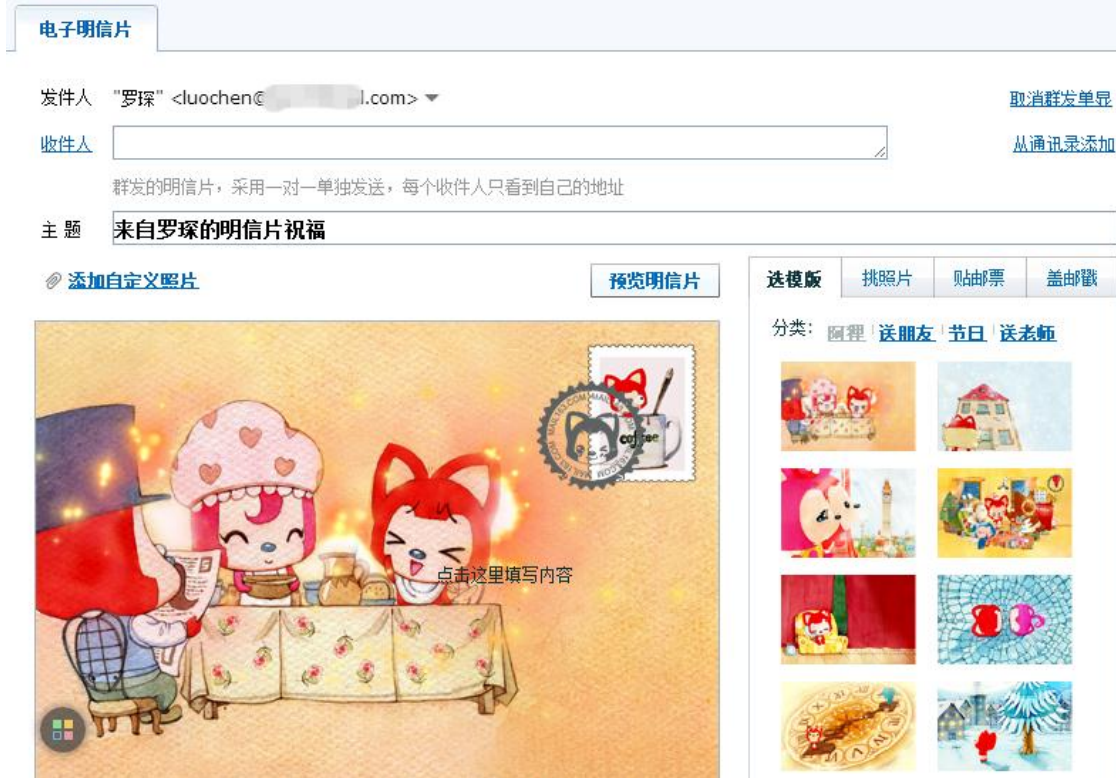 电子明信片
发件人 "罗琛" <luochen@ l.com>
取消群发单显
收件人
从通讯录添加
群发的明信片，采用一对一单独发送，每个收件人只看到自己的地址
主 题 来自罗琛的明信片祝福
添加自定义照片
预览明信片
选模版 挑照片 贴邮票 盖邮戳
分类： 阿狸 送朋友 节日 送老师
coffee
点击这里填写内容